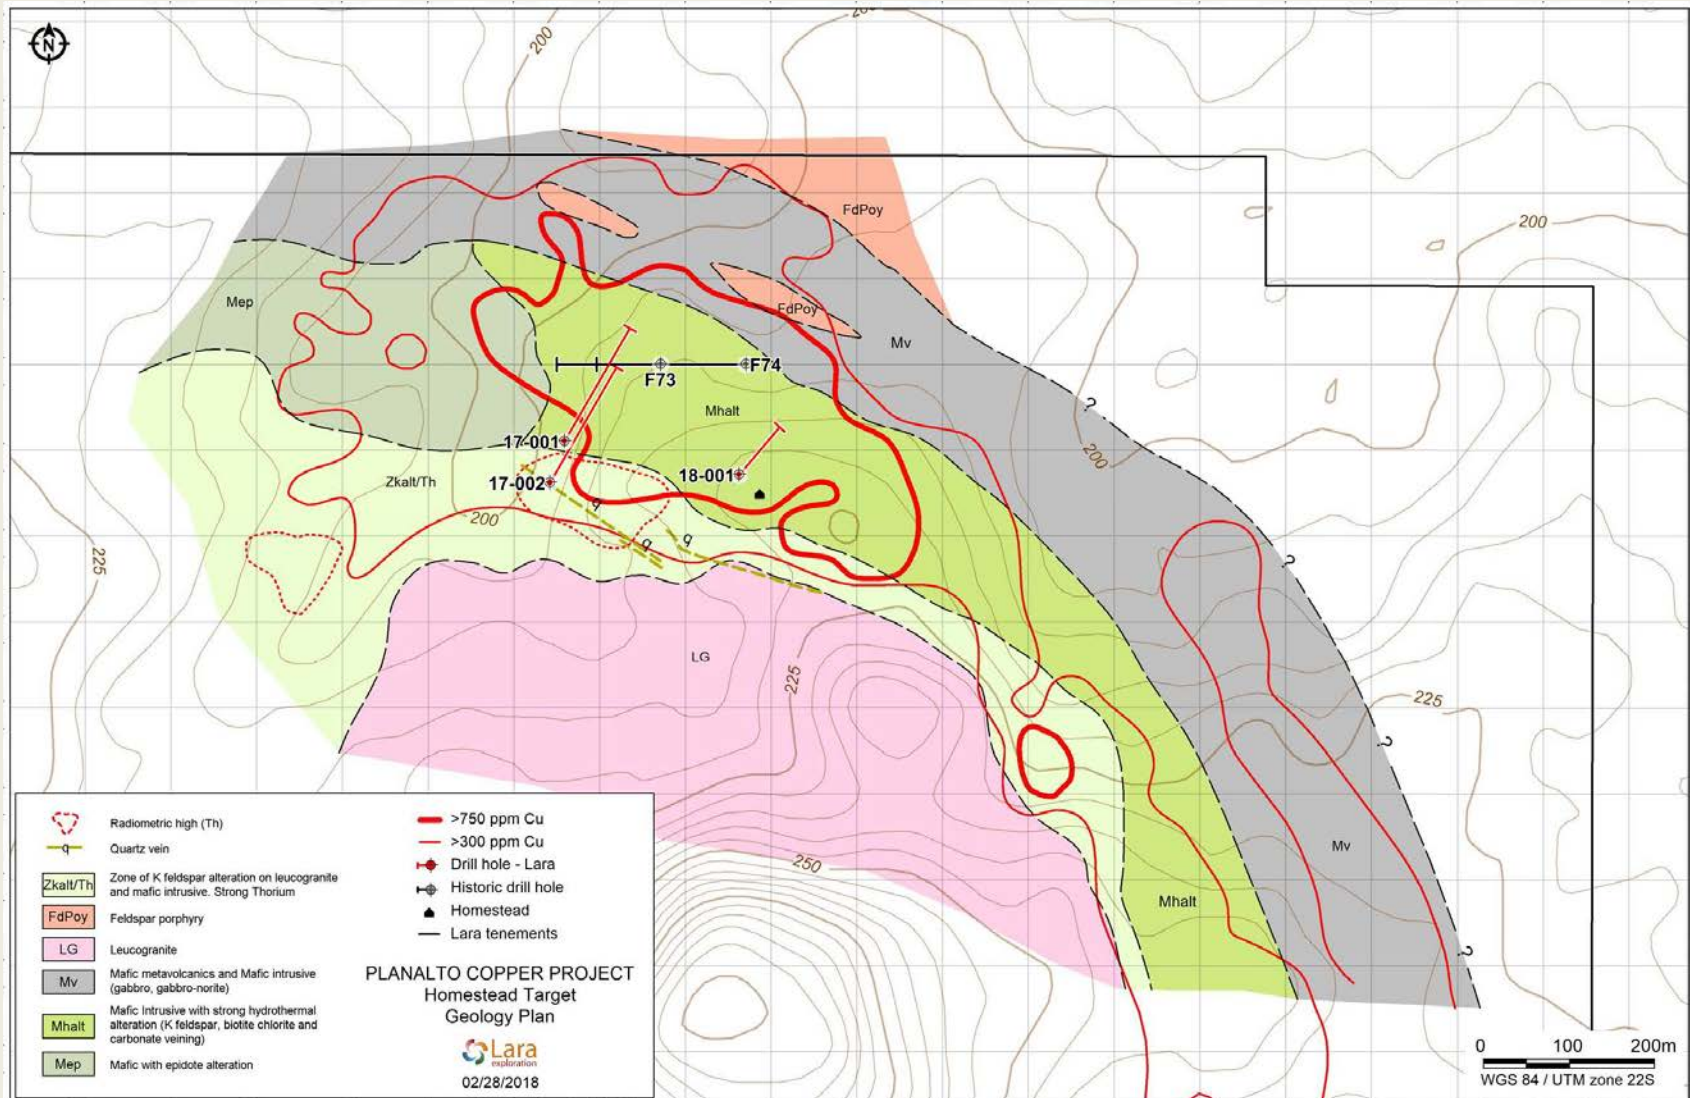 N
200
200
FdPoy
200
Mep
FdPoy
Mv
F73
F74
?
Mhalt
17-001
200
Zkalt/Th
17-002
18-001
q
200
q
q
225
?
LG
225
225
?
Mv
250
Mhalt
?
Radiometric high (Th)
q
Quartz vein
Zkalt/Th
Zone of K feldspar alteration on leucogranite
and mafic intrusive. Strong Thorium
FdPoy
Feldspar porphyry
LG
Leucogranite
Mv
Mafic metavolcanics and Mafic intrusive
(gabbro, gabbro-norite)
Mhalt
Mafic Intrusive with strong hydrothermal
alteration (K feldspar, biotite chlorite and
carbonate veining)
Mep
Mafic with epidote alteration
>750 ppm Cu
>300 ppm Cu
Drill hole - Lara
Historic drill hole
Homestead
Lara tenements
PLANALTO COPPER PROJECT
Homestead Target
Geology Plan
Lara
exploration
02/28/2018
0 100 200m
WGS 84 / UTM zone 22S